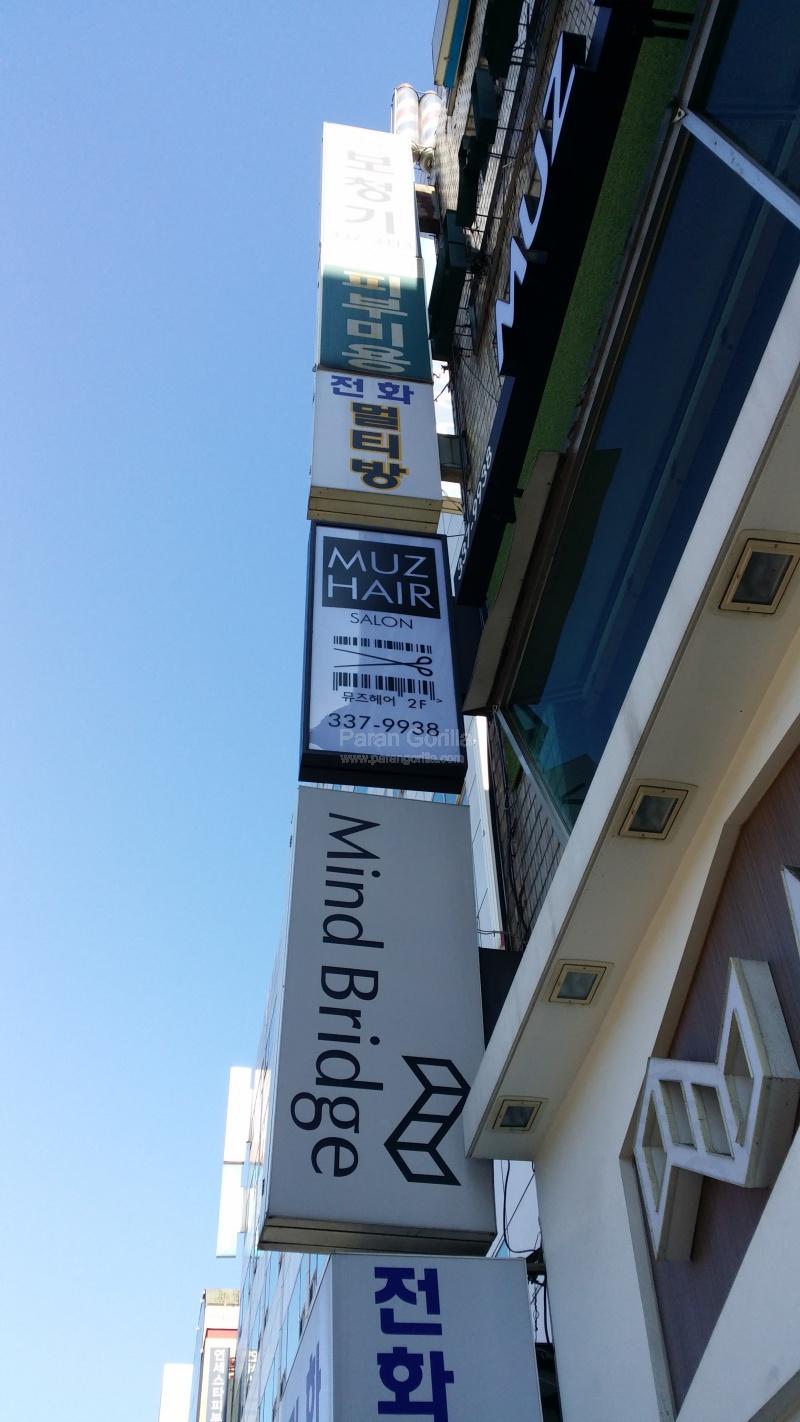 보청기
피부미용
전화
멀티방
MUZ
HAIR
SALON
뮤즈헤어 2F >
337-9938
Paran Gorilla
www.parangorilla.com
Mind Bridge
전화
MUZ